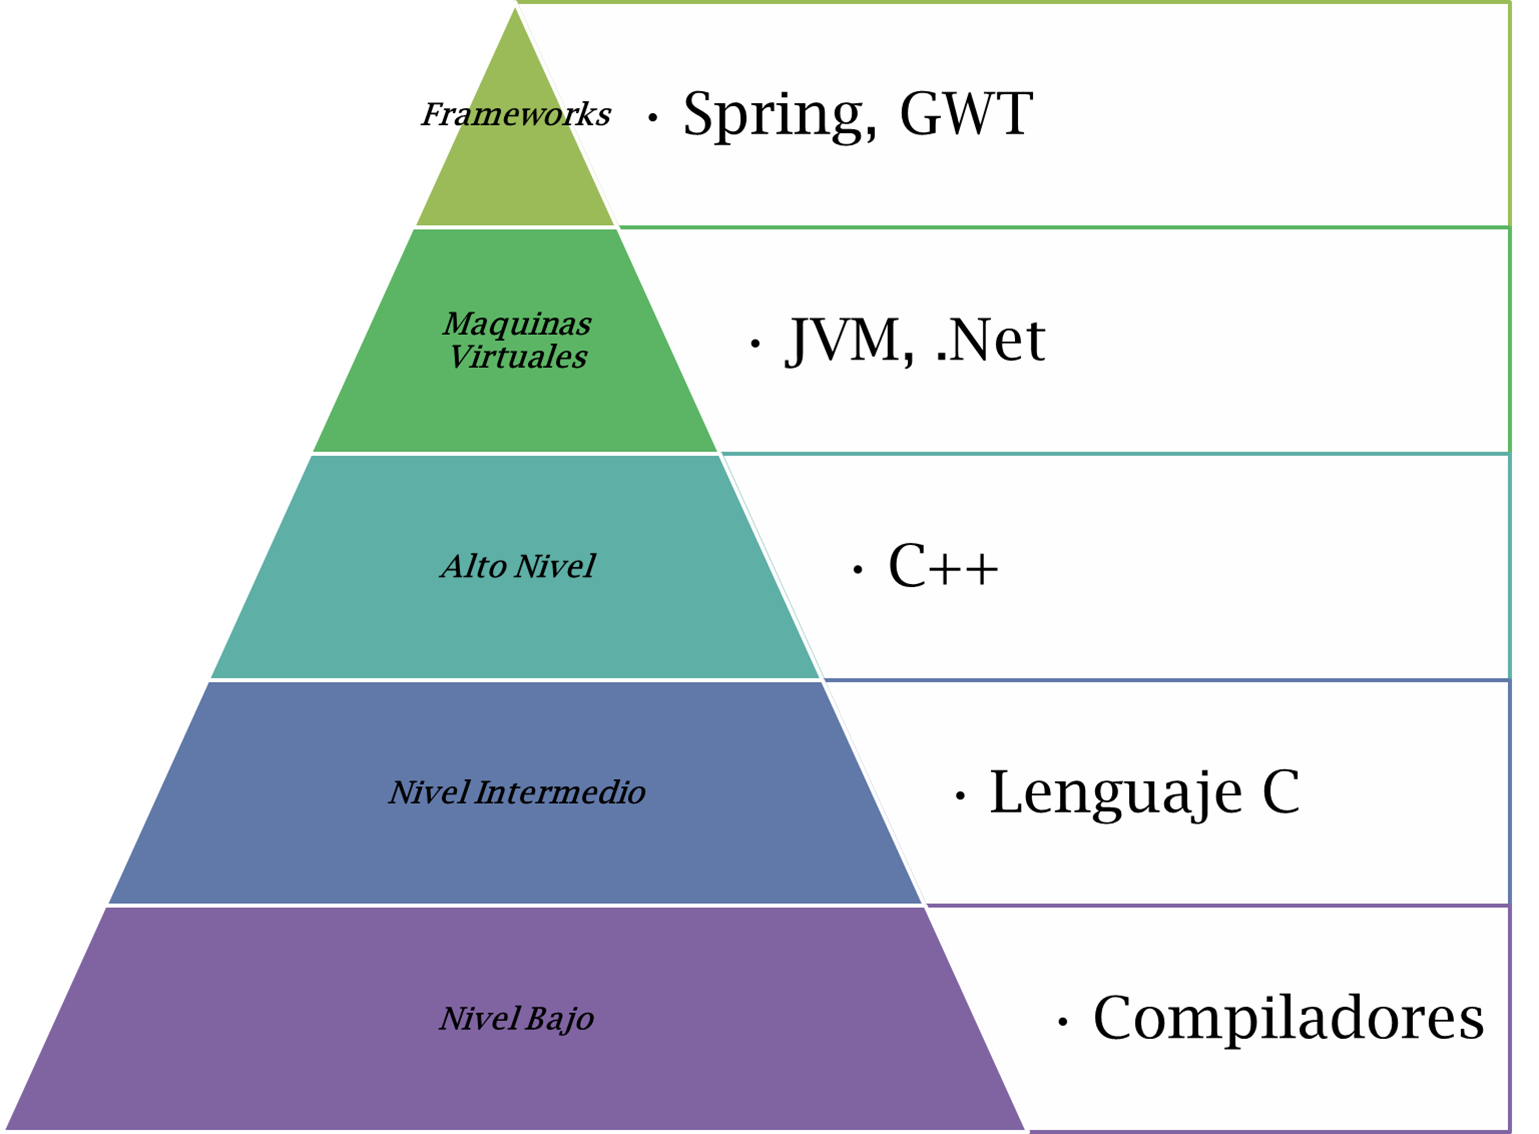 Frameworks
• Spring, GWT
Maquinas
Virtuales
• JVM, .Net
Alto Nivel
• C++
Nivel Intermedio
• Lenguaje C
Nivel Bajo
• Compiladores